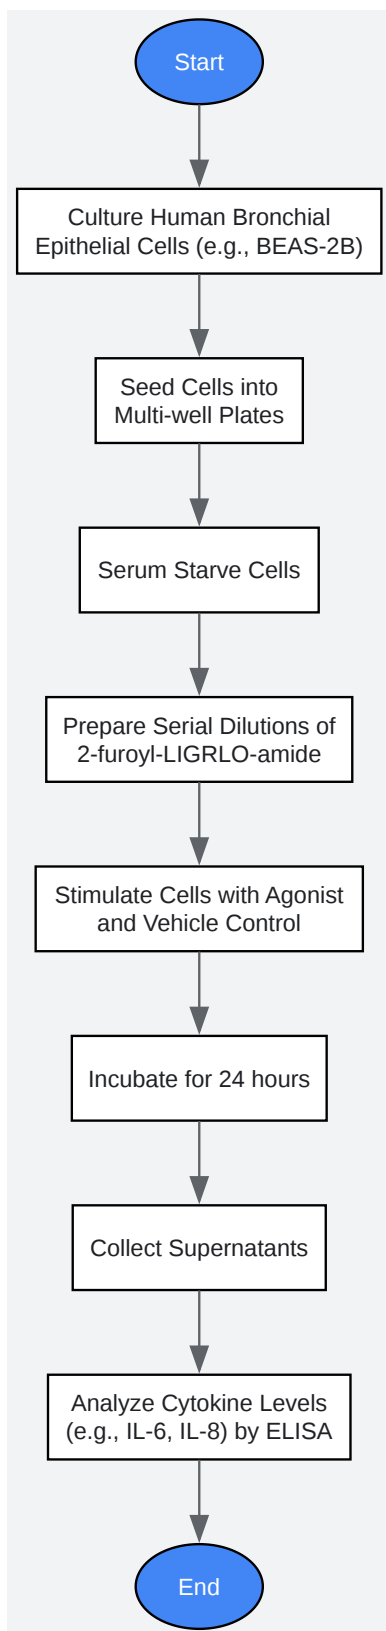 Start
Culture Human Bronchial
Epithelial Cells (e.g., BEAS-2B)
Seed Cells into
Multi-well Plates
Serum Starve Cells
Prepare Serial Dilutions of
2-furoyl-LIGRLO-amide
Stimulate Cells with Agonist
and Vehicle Control
Incubate for 24 hours
Collect Supernatants
Analyze Cytokine Levels
(e.g., IL-6, IL-8) by ELISA
End